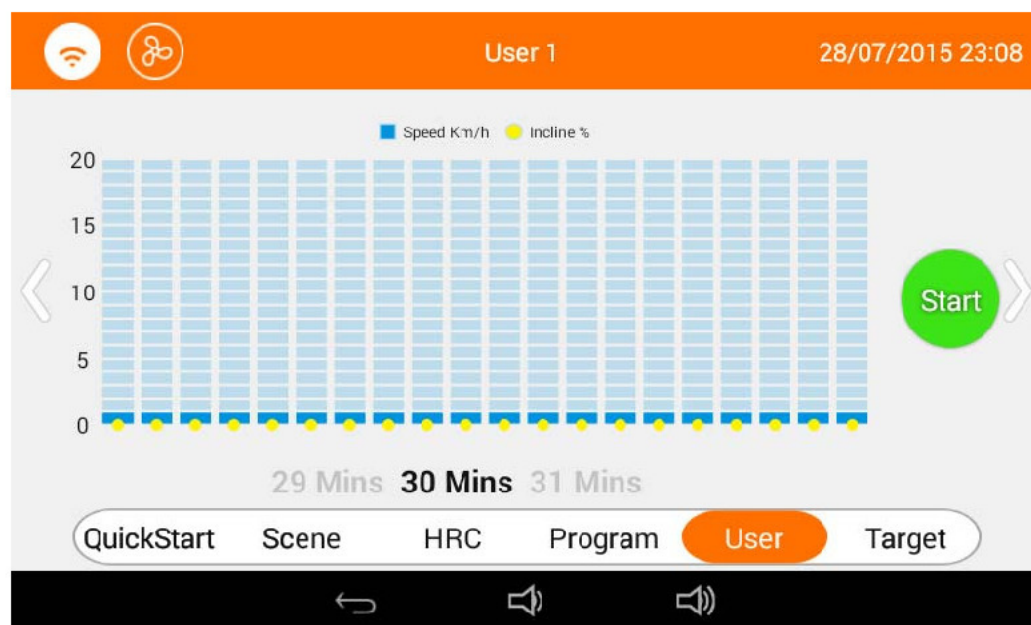 User 1 28/07/2015 23:08
Speed Km/h Incline %
20
15
10
5
0
Start
29 Mins 30 Mins 31 Mins
QuickStart Scene HRC Program User Target